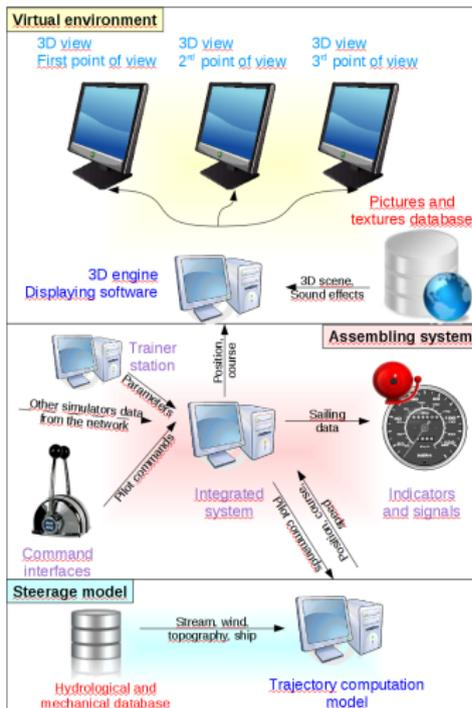 Virtual environment
3D view
First point of view
3D view
2nd point of view
3D view
3rd point of view
Pictures and
textures database
3D engine
Displaying software
3D scene,
Sound effects
Assembling system
Trainer
station
Position,
course
Parameters
Other simulators data
from the network
Pilot commands
Sailing
data
Integrated
system
Indicators
and signals
Command
interfaces
Position, course
speed
Pilot commands
Steerage model
Stream, wind,
topography, ship
Hydrological and
mechanical database
Trajectory computation
model